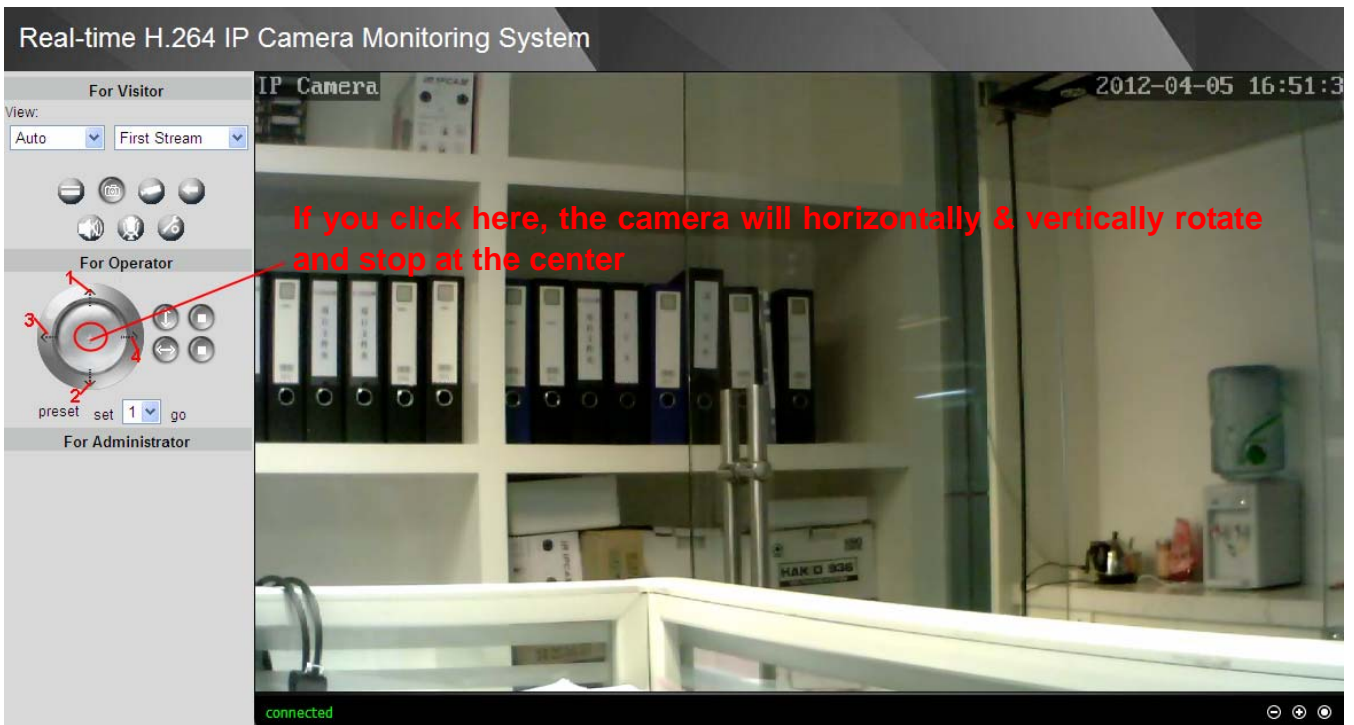 Real-time H.264 IP Camera Monitoring System
For Visitor
View:
Auto
First Stream
For Operator
1
3
4
2
preset set 1 go
For Administrator
IP Camera
2012-04-05 16:51:3
If you click here, the camera will horizontally & vertically rotate
and stop at the center
HAKO 936
connected